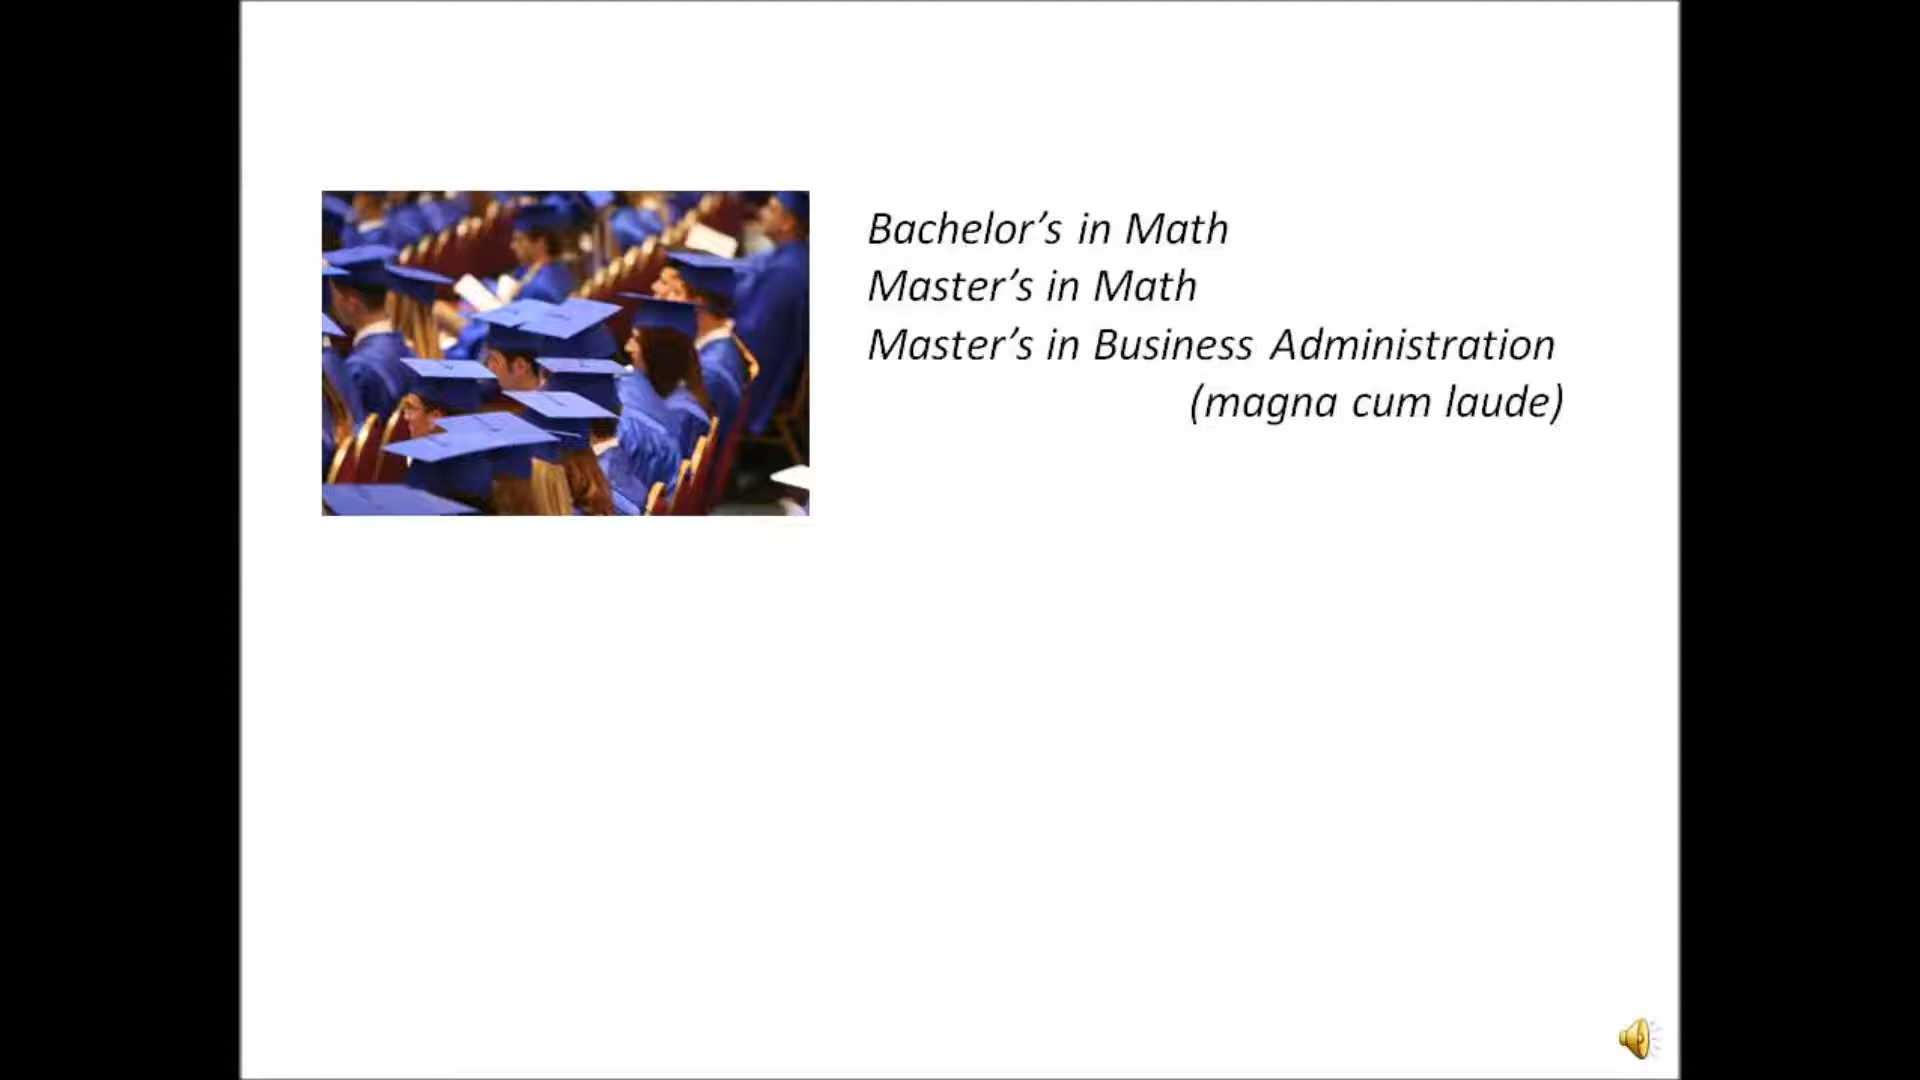 Bachelor’s in Math
Master’s in Math
Master’s in Business Administration
(magna cum laude)